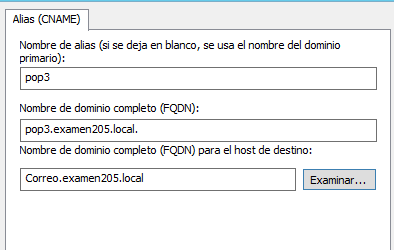 Alias (CNAME)
Nombre de alias (si se deja en blanco, se usa el nombre del dominio
primario):
pop3
Nombre de dominio completo (FQDN):
pop3.examen205.local.
Nombre de dominio completo (FQDN) para el host de destino:
Correo.examen205.local
Examinar...